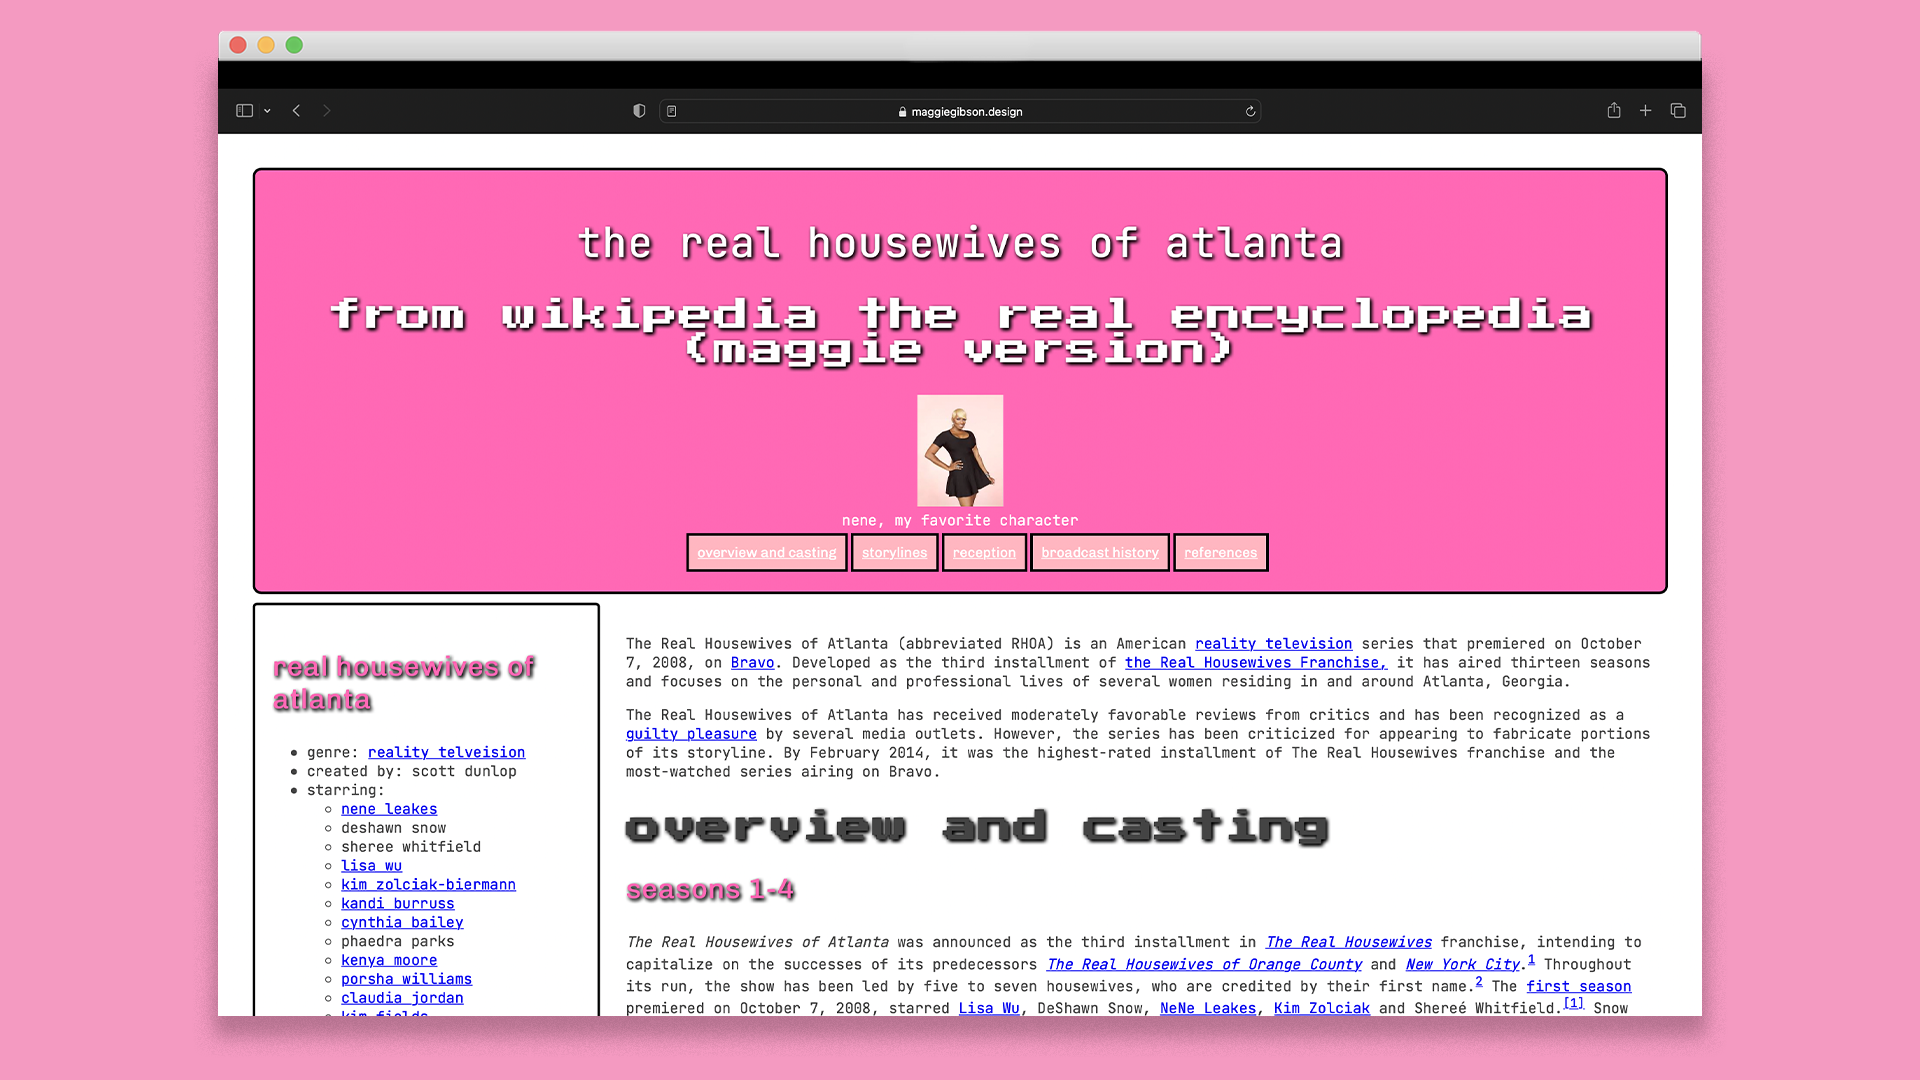 maggiegibson.design
the real housewives of atlanta
from wikipedia the real encyclopedia
(maggie version)
nene, my favorite character
overview and casting storylines reception broadcast history references
real housewives of
atlanta
genre: reality telveision
created by: scott dunlop
starring:
nene leakes
deshawn snow
sheree whitfield
lisa wu
kim zolciak-biermann
kandi burruss
cynthia bailey
phaedra parks
kenya moore
porsha williams
claudia jordan
kim fields
The Real Housewives of Atlanta (abbreviated RHOA) is an American reality television series that premiered on October
7, 2008, on Bravo. Developed as the third installment of the Real Housewives Franchise, it has aired thirteen seasons
and focuses on the personal and professional lives of several women residing in and around Atlanta, Georgia.
The Real Housewives of Atlanta has received moderately favorable reviews from critics and has been recognized as a
guilty pleasure by several media outlets. However, the series has been criticized for appearing to fabricate portions
of its storyline. By February 2014, it was the highest-rated installment of The Real Housewives franchise and the
most-watched series airing on Bravo.
overview and casting
seasons 1-4
The Real Housewives of Atlanta was announced as the third installment in The Real Housewives franchise, intending to
capitalize on the successes of its predecessors The Real Housewives of Orange County and New York City.1 Throughout
its run, the show has been led by five to seven housewives, who are credited by their first name.2 The first season
premiered on October 7, 2008, starred Lisa Wu, DeShawn Snow, NeNe Leakes, Kim Zolciak and Shereé Whitfield.[1] Snow